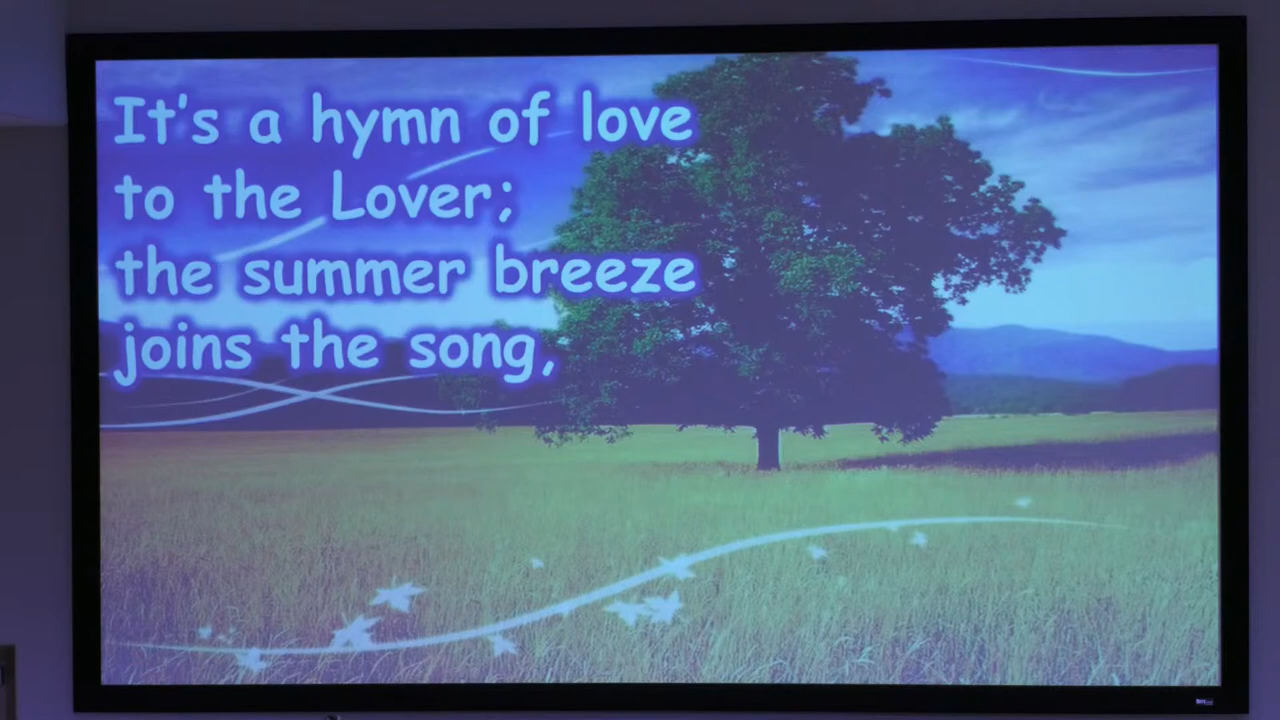 It's a hymn of love
to the Lover;
the summer breeze
joins the song,